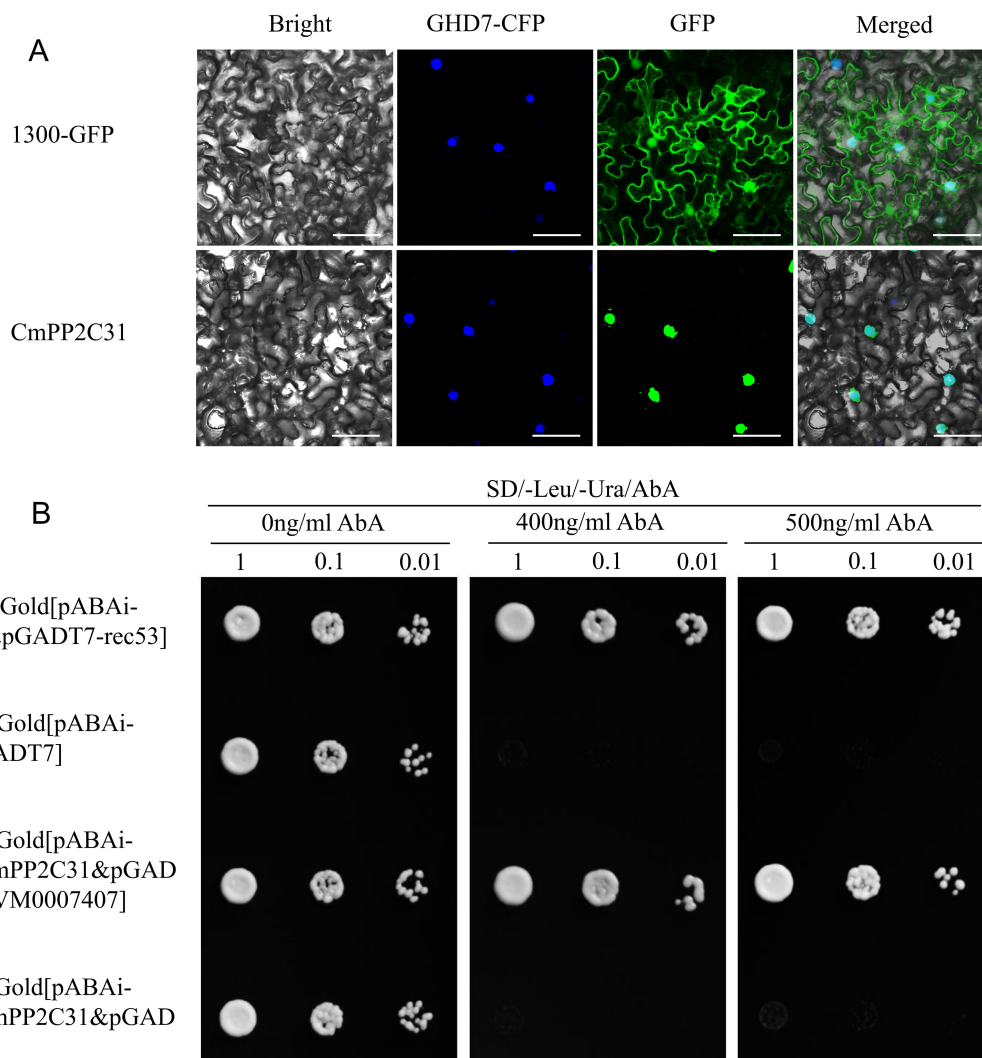 A
Bright
GHD7-CFP
GFP
Merged
1300-GFP
CmPP2C31
B
SD/-Leu/-Ura/AbA
0ng/ml AbA
400ng/ml AbA
500ng/ml AbA
1
0.1
0.01
1
0.1
0.01
1
0.1
0.01
Gold[pABAi-
pGADT7-rec53]
Gold[pABAi-
ADT7]
Gold[pABAi-
mPP2C31&pGAD
VM0007407]
Gold[pABAi-
mPP2C31&pGAD